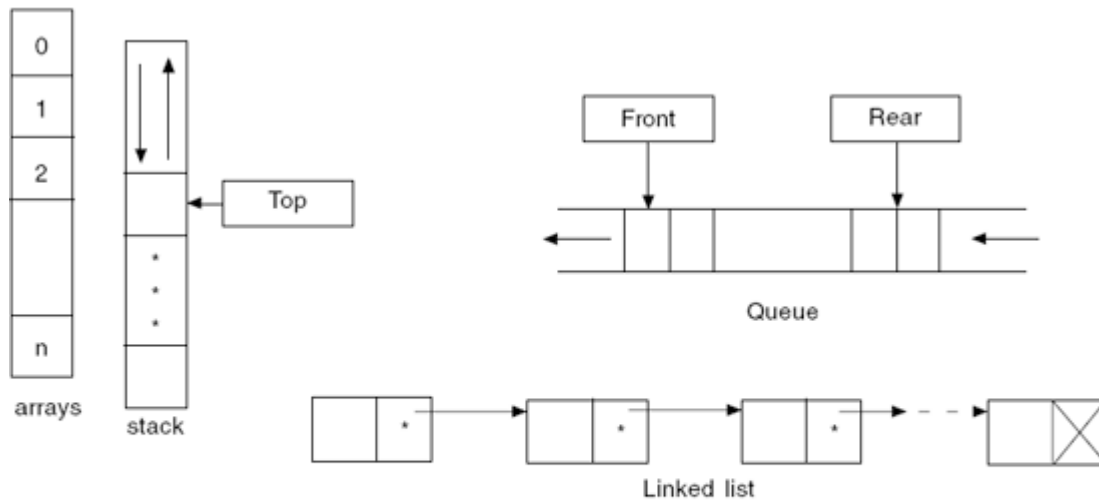 0
1
2
n
arrays
*
*
*
stack
Top
Front
Rear
Queue
*
*
*
Linked list